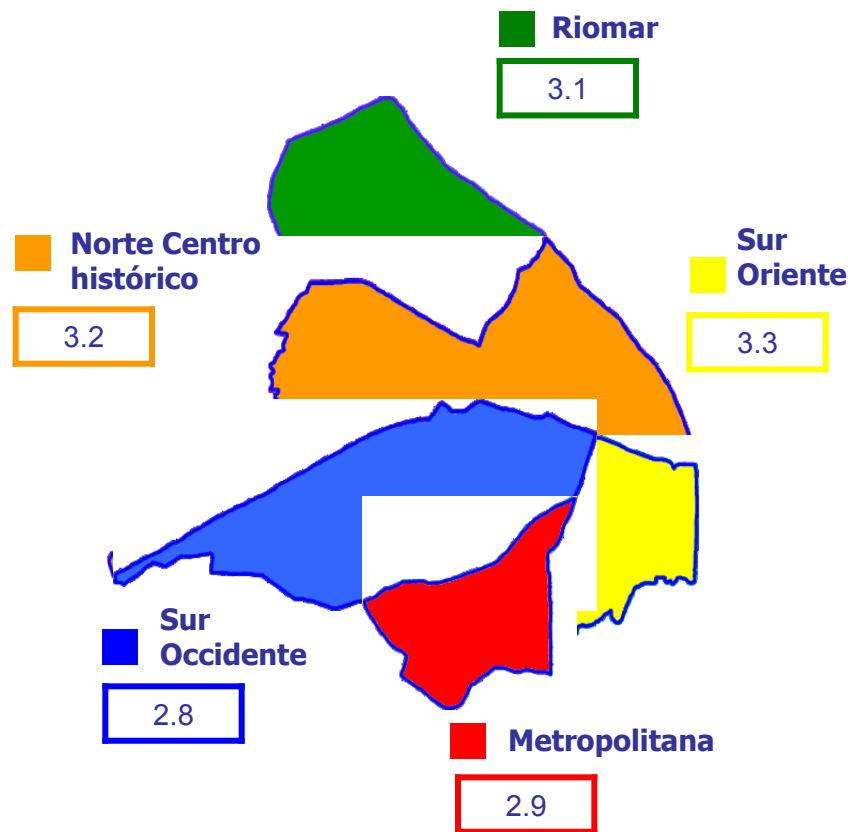 Riomar
3.1
Norte Centro
histórico
3.2
Sur
Oriente
3.3
Sur
Occidente
2.8
Metropolitana
2.9